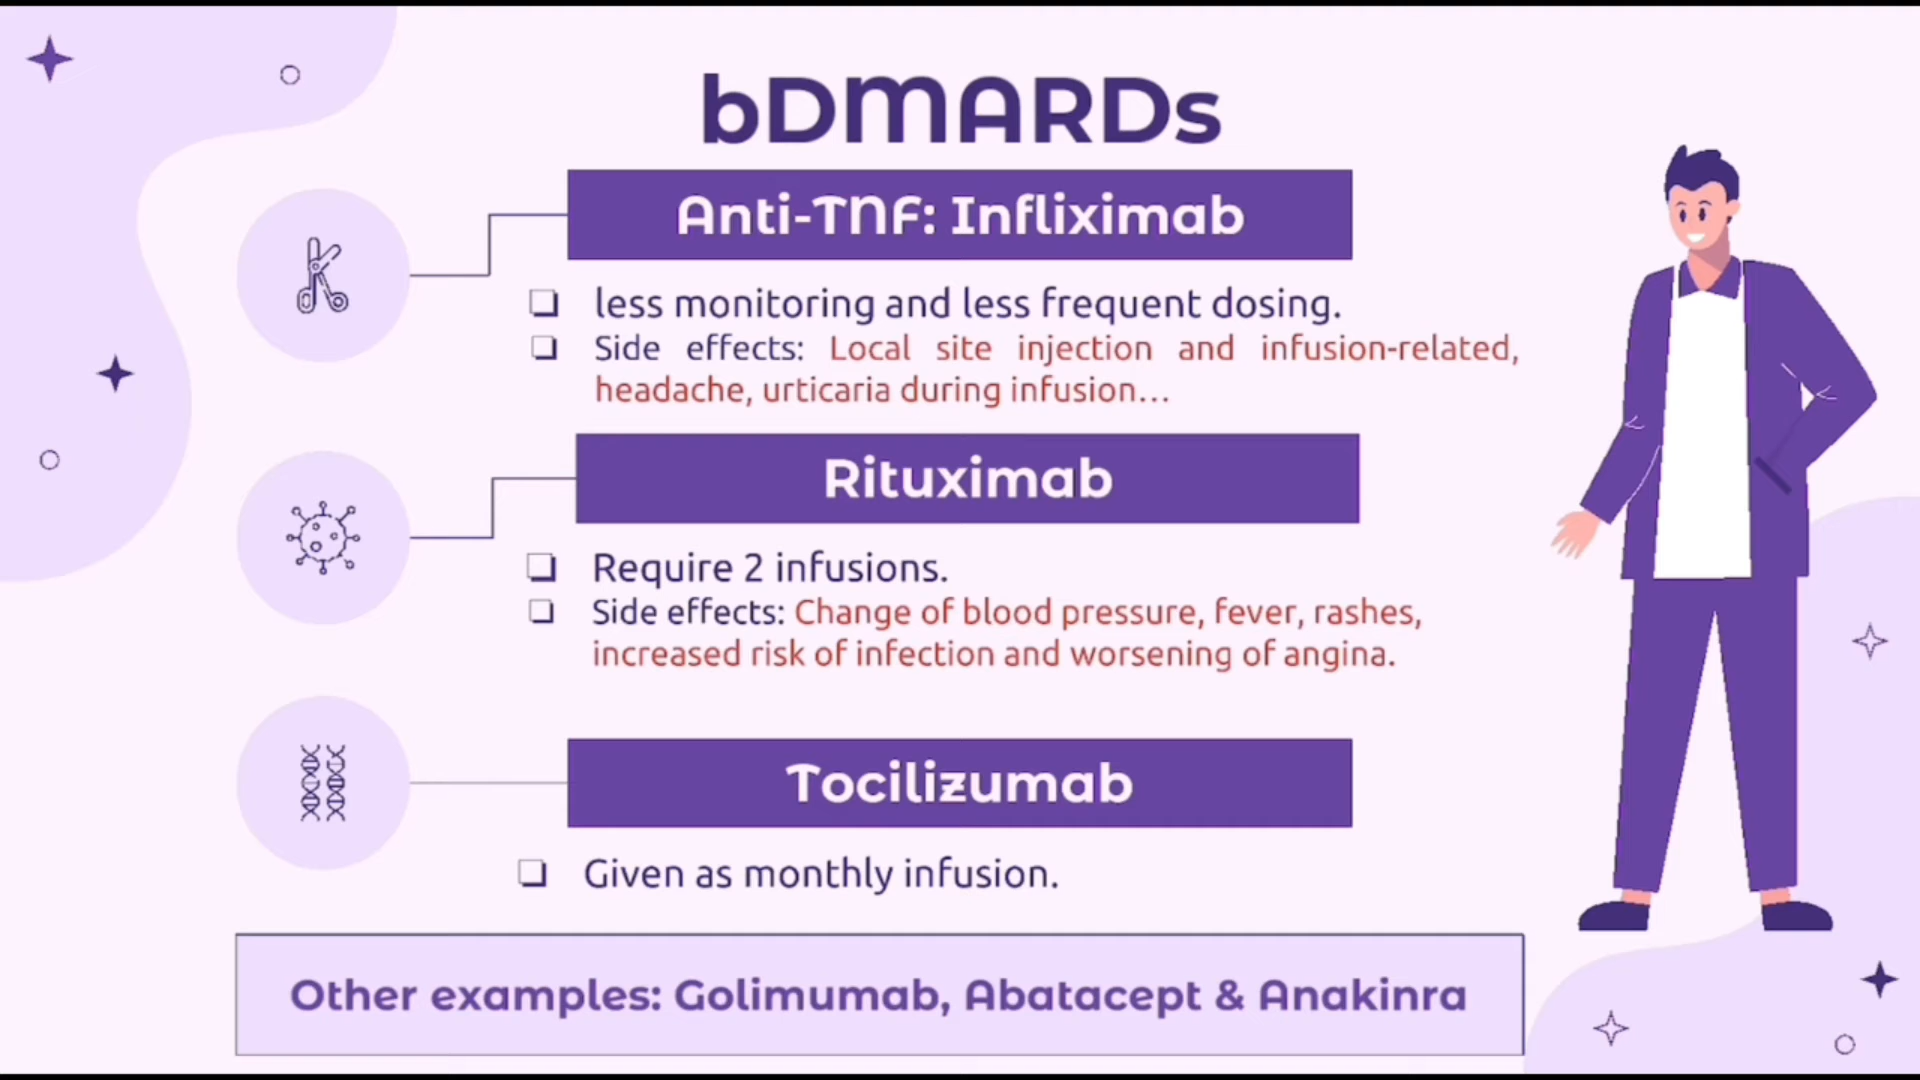 bDMARDs
Anti-TNF: Infliximab
❏ less monitoring and less frequent dosing.
❏ Side effects: Local site injection and infusion-related,
headache, urticaria during infusion...
Rituximab
❏ Require 2 infusions.
❏ Side effects: Change of blood pressure, fever, rashes,
increased risk of infection and worsening of angina.
Tocilizumab
❏ Given as monthly infusion.
Other examples: Golimumab, Abatacept & Anakinra